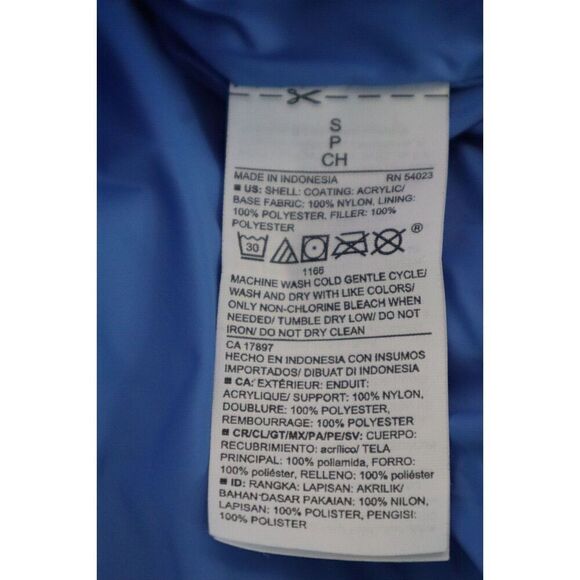 S
P
CH
MADE IN INDONESIA RN 54023
■ US: SHELL: COATING: ACRYLIC/
BASE FABRIC: 100% NYLON, LINING:
100% POLYESTER, FILLER: 100%
POLYESTER
30 ®
1166
MACHINE WASH COLD GENTLE CYCLE/
WASH AND DRY WITH LIKE COLORS/
ONLY NON-CHLORINE BLEACH WHEN
NEEDED/ TUMBLE DRY LOW/ DO NOT
IRON/ DO NOT DRY CLEAN
CA 17897
HECHO EN INDONESIA CON INSUMOS
IMPORTADOS/ DIBUAT DI INDONESIA
■ CA: EXTÉRIEUR: ENDUIT:
ACRYLIQUE/ SUPPORT: 100% NYLON,
DOUBLURE: 100% POLYESTER,
REMBOURRAGE: 100% POLYESTER
■ CR/CL/GT/MX/PA/PE/SV: CUERPO:
RECUBRIMIENTO: acrílico/ TELA
PRINCIPAL: 100% poliamida, FORRO:
100% poliéster, RELLENO: 100% poliéster
■ ID: RANGKA: LAPISAN: AKRILIK/
BAHAN DASAR PAKAIAN: 100% NILON,
LAPISAN: 100% POLISTER, PENGISI:
100% POLISTER